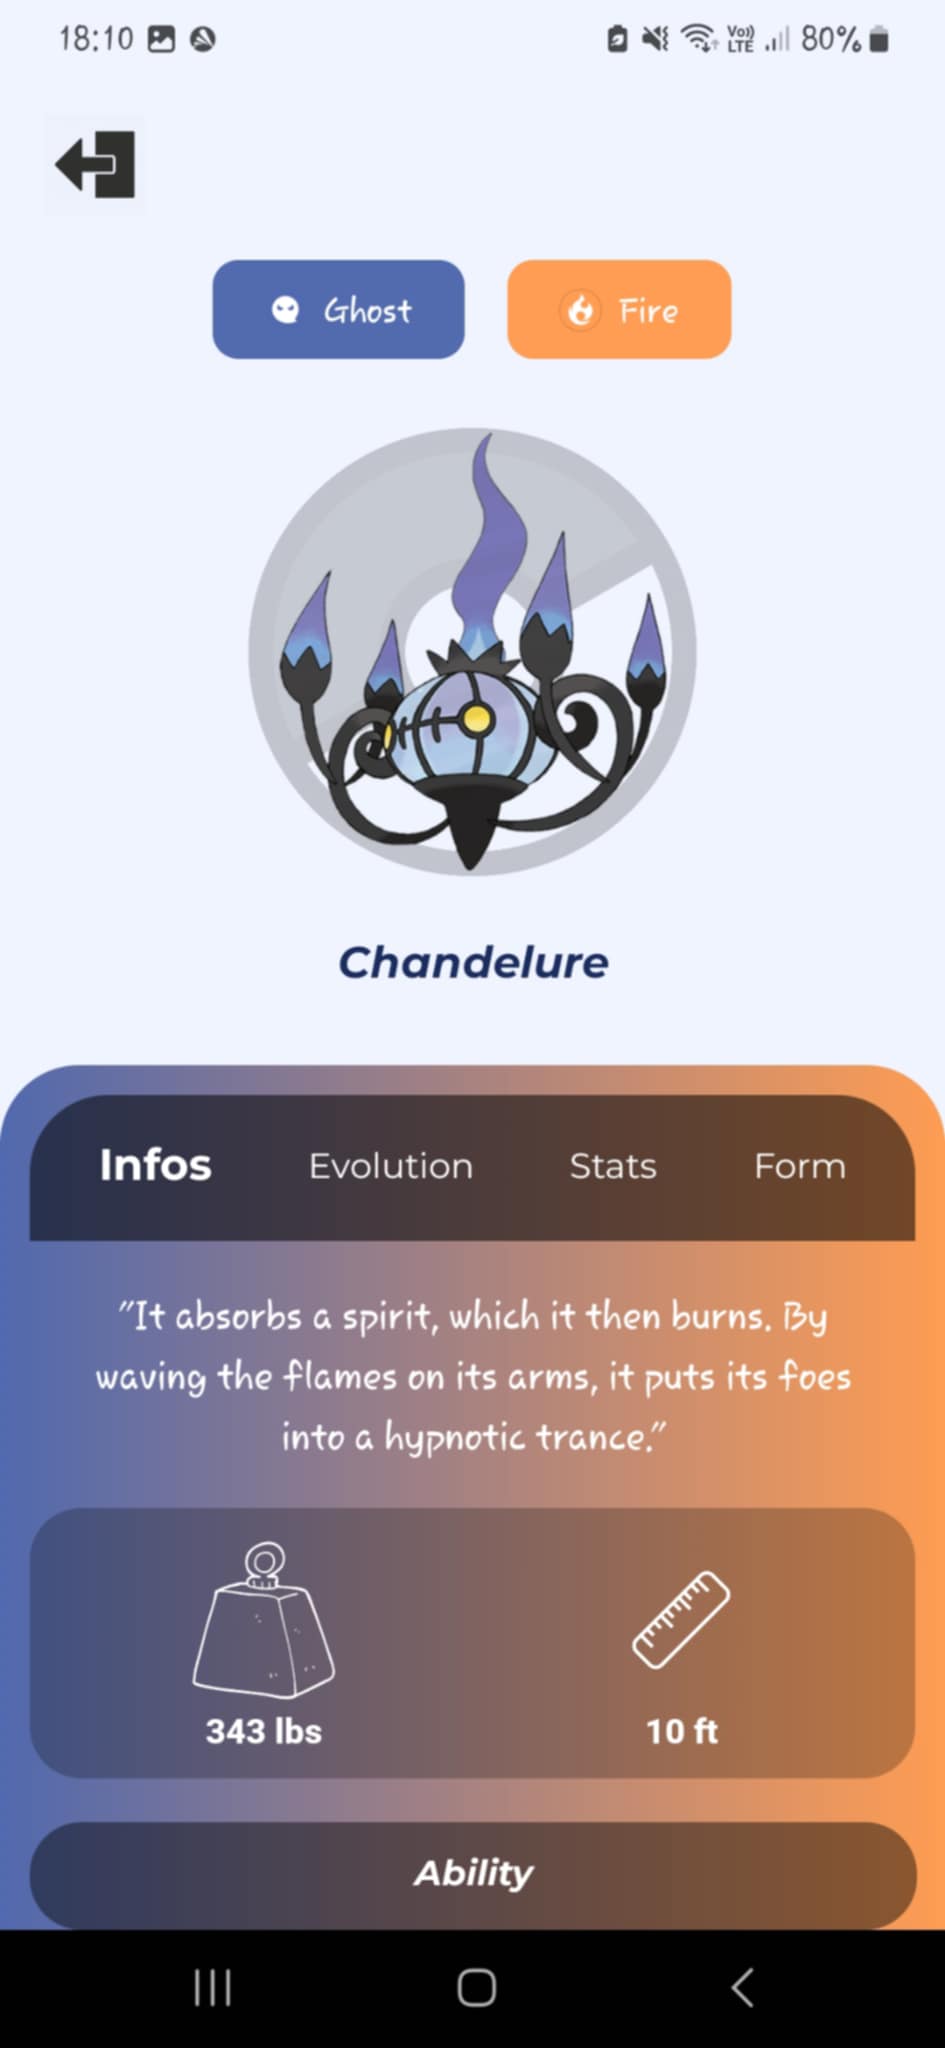 18:10
Vo)) LTE 80%
Ghost Fire
Chandelure
Infos Evolution Stats Form
"It absorbs a spirit, which it then burns. By
waving the flames on its arms, it puts its foes
into a hypnotic trance."
343 lbs 10 ft
Ability